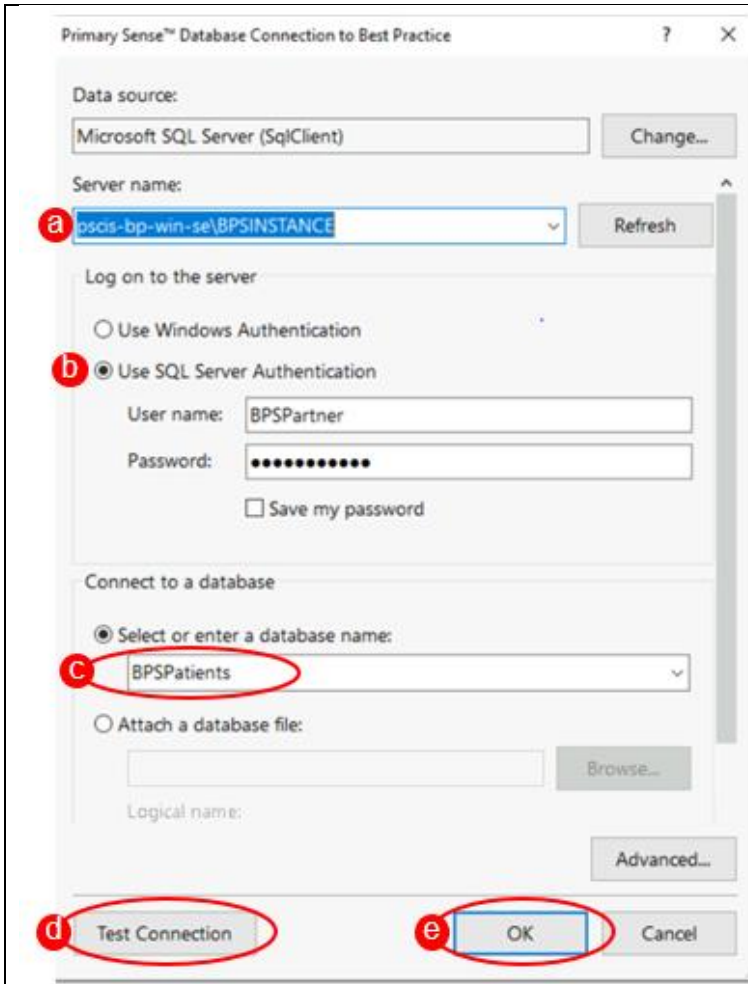 Primary Sense™ Database Connection to Best Practice ? ×
Data source:
Microsoft SQL Server (SqlClient) Change...
Server name:
a pscis-bp-win-se\BPSINSTANCE Refresh
Log on to the server
Use Windows Authentication
b Use SQL Server Authentication
User name: BPSPartner
Password: ●●●●●●●●●●●
Save my password
Connect to a database
Select or enter a database name:
c BPSPatients
Attach a database file:
Browse...
Logical name:
Advanced...
d Test Connection e OK Cancel